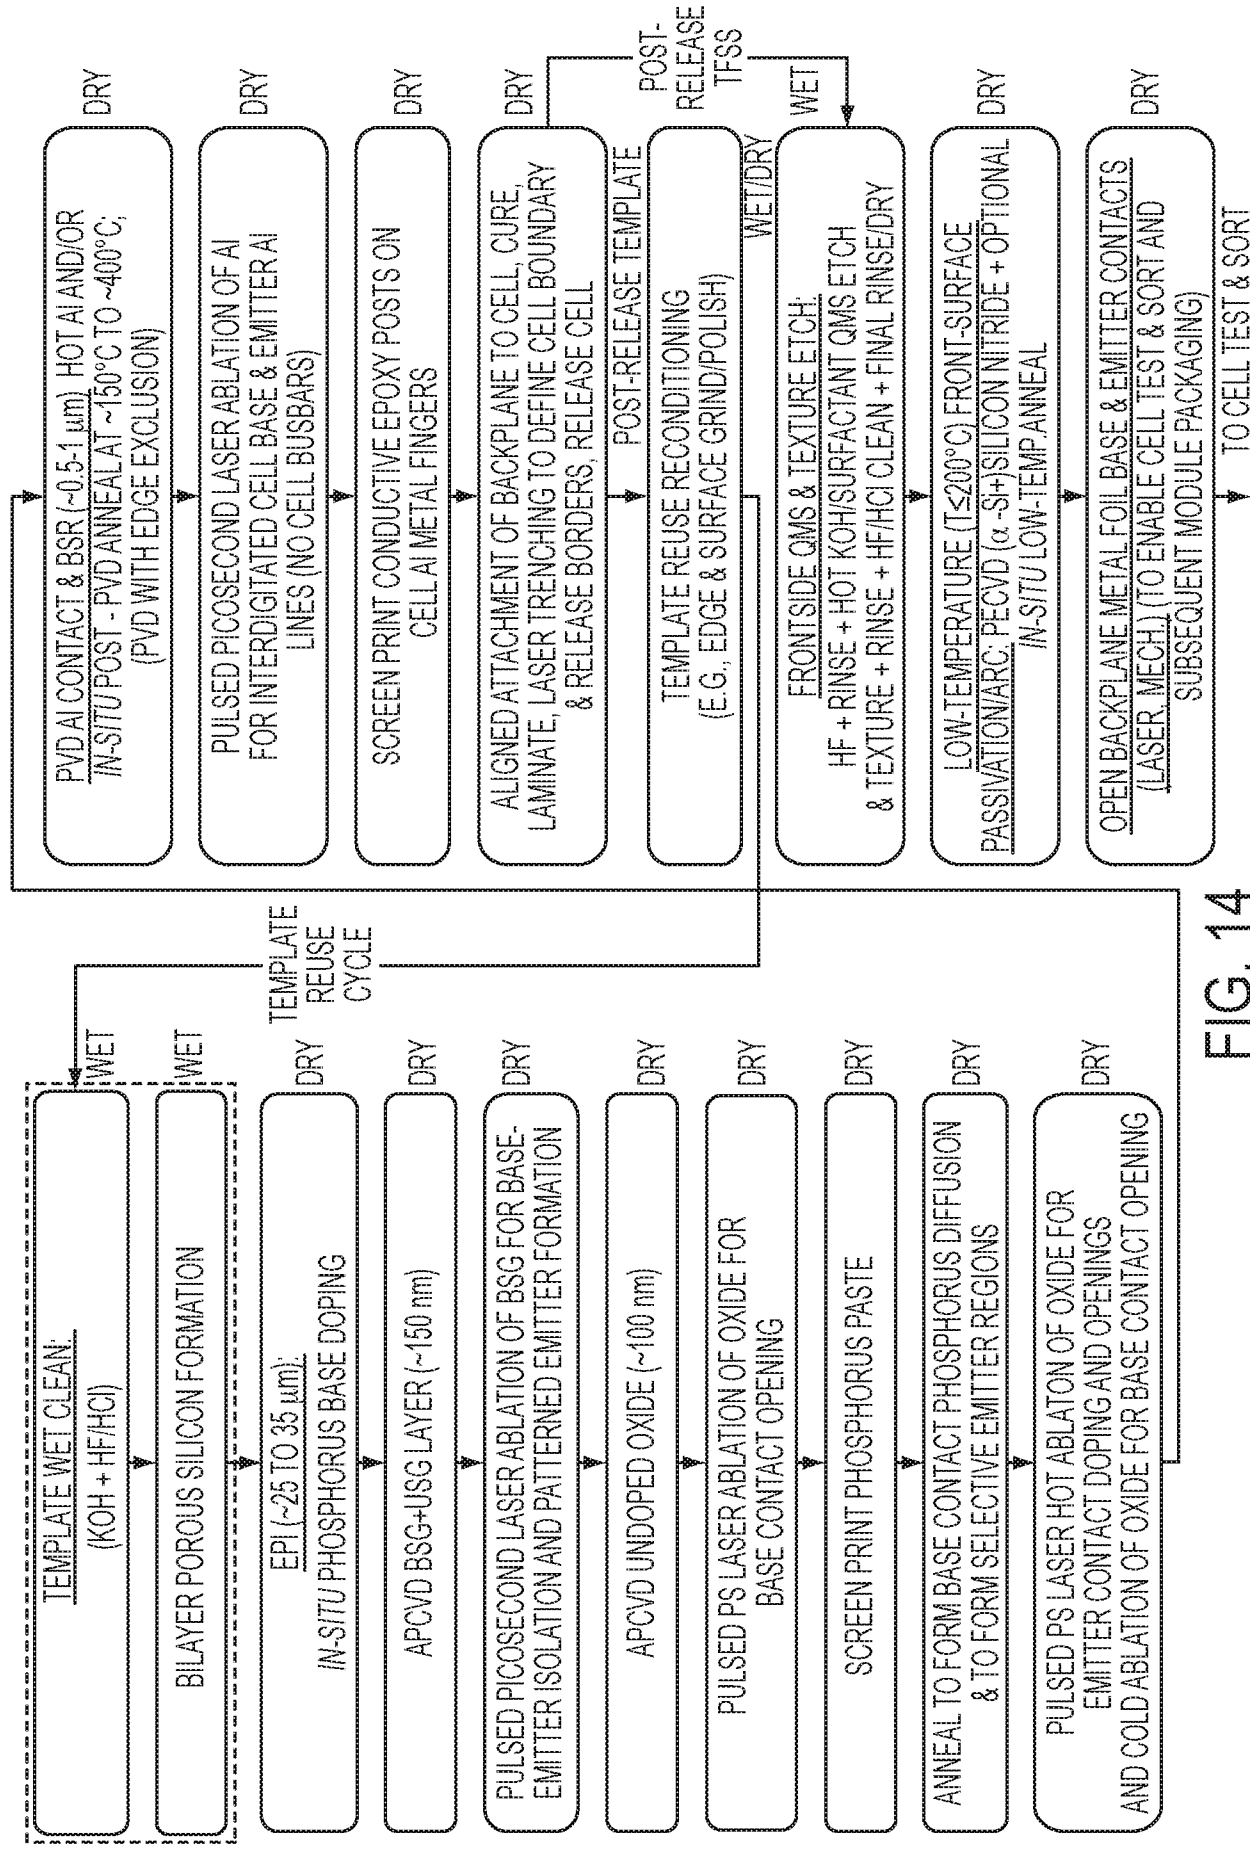 TEMPLATE WET CLEAN:
(KOH + HF/HCl)
WET
BILAYER POROUS SILICON FORMATION
WET
EPI (~25 TO 35 µm):
IN-SITU PHOSPHORUS BASE DOPING
DRY
APCVD BSG+USG LAYER (~150 nm)
DRY
PULSED PICOSECOND LASER ABLATION OF BSG FOR BASE-
EMITTER ISOLATION AND PATTERNED EMITTER FORMATION
DRY
APCVD UNDOPED OXIDE (~100 nm)
DRY
PULSED PS LASER ABLATION OF OXIDE FOR
BASE CONTACT OPENING
DRY
SCREEN PRINT PHOSPHORUS PASTE
DRY
ANNEAL TO FORM BASE CONTACT PHOSPHORUS DIFFUSION
& TO FORM SELECTIVE EMITTER REGIONS
DRY
PULSED PS LASER HOT ABLATON OF OXIDE FOR
EMITTER CONTACT DOPING AND OPENINGS
AND COLD ABLATION OF OXIDE FOR BASE CONTACT OPENING
DRY
TEMPLATE
REUSE
CYCLE
PVD Al CONTACT & BSR (~0.5-1 µm) HOT Al AND/OR
IN-SITU POST - PVD ANNEAL AT ~150°C TO ~400°C;
(PVD WITH EDGE EXCLUSION)
DRY
PULSED PICOSECOND LASER ABLATION OF Al
FOR INTERDIGITATED CELL BASE & EMITTER Al
LINES (NO CELL BUSBARS)
DRY
SCREEN PRINT CONDUCTIVE EPOXY POSTS ON
CELL Al METAL FINGERS
DRY
ALIGNED ATTACHMENT OF BACKPLANE TO CELL, CURE,
LAMINATE, LASER TRENCHING TO DEFINE CELL BOUNDARY
& RELEASE BORDERS, RELEASE CELL
DRY
POST-RELEASE TEMPLATE
POST-
RELEASE
TFSS
TEMPLATE REUSE RECONDITIONING
(E.G., EDGE & SURFACE GRIND/POLISH)
WET/DRY
FRONTSIDE QMS & TEXTURE ETCH:
HF + RINSE + HOT KOH/SURFACTANT QMS ETCH
& TEXTURE + RINSE + HF/HCl CLEAN + FINAL RINSE/DRY
WET
LOW-TEMPERATURE (T≤200°C) FRONT-SURFACE
PASSIVATION/ARC: PECVD (α -Si+)SILICON NITRIDE + OPTIONAL
IN-SITU LOW-TEMP. ANNEAL
DRY
OPEN BACKPLANE METAL FOIL BASE & EMITTER CONTACTS
(LASER, MECH.) (TO ENABLE CELL TEST & SORT AND
SUBSEQUENT MODULE PACKAGING)
DRY
TO CELL TEST & SORT
FIG. 14